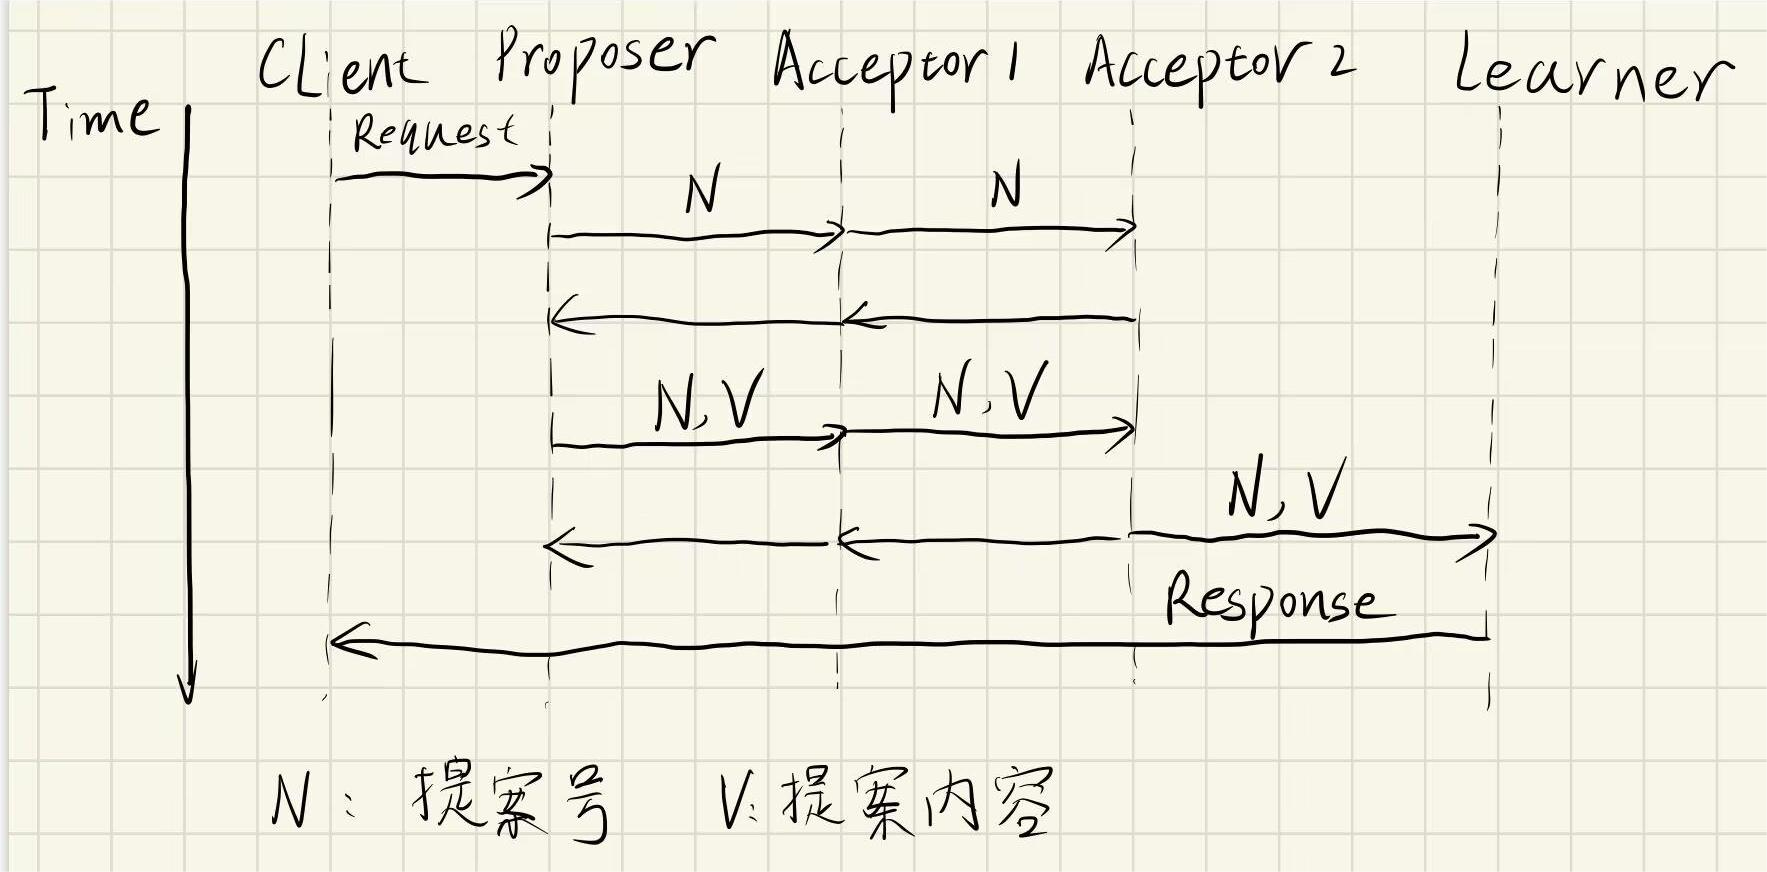 Client Proposer Acceptor 1 Acceptor 2 Learner
Time
Request
N N
N, V N, V
N, V
Response
N: 提案号 V: 提案内容